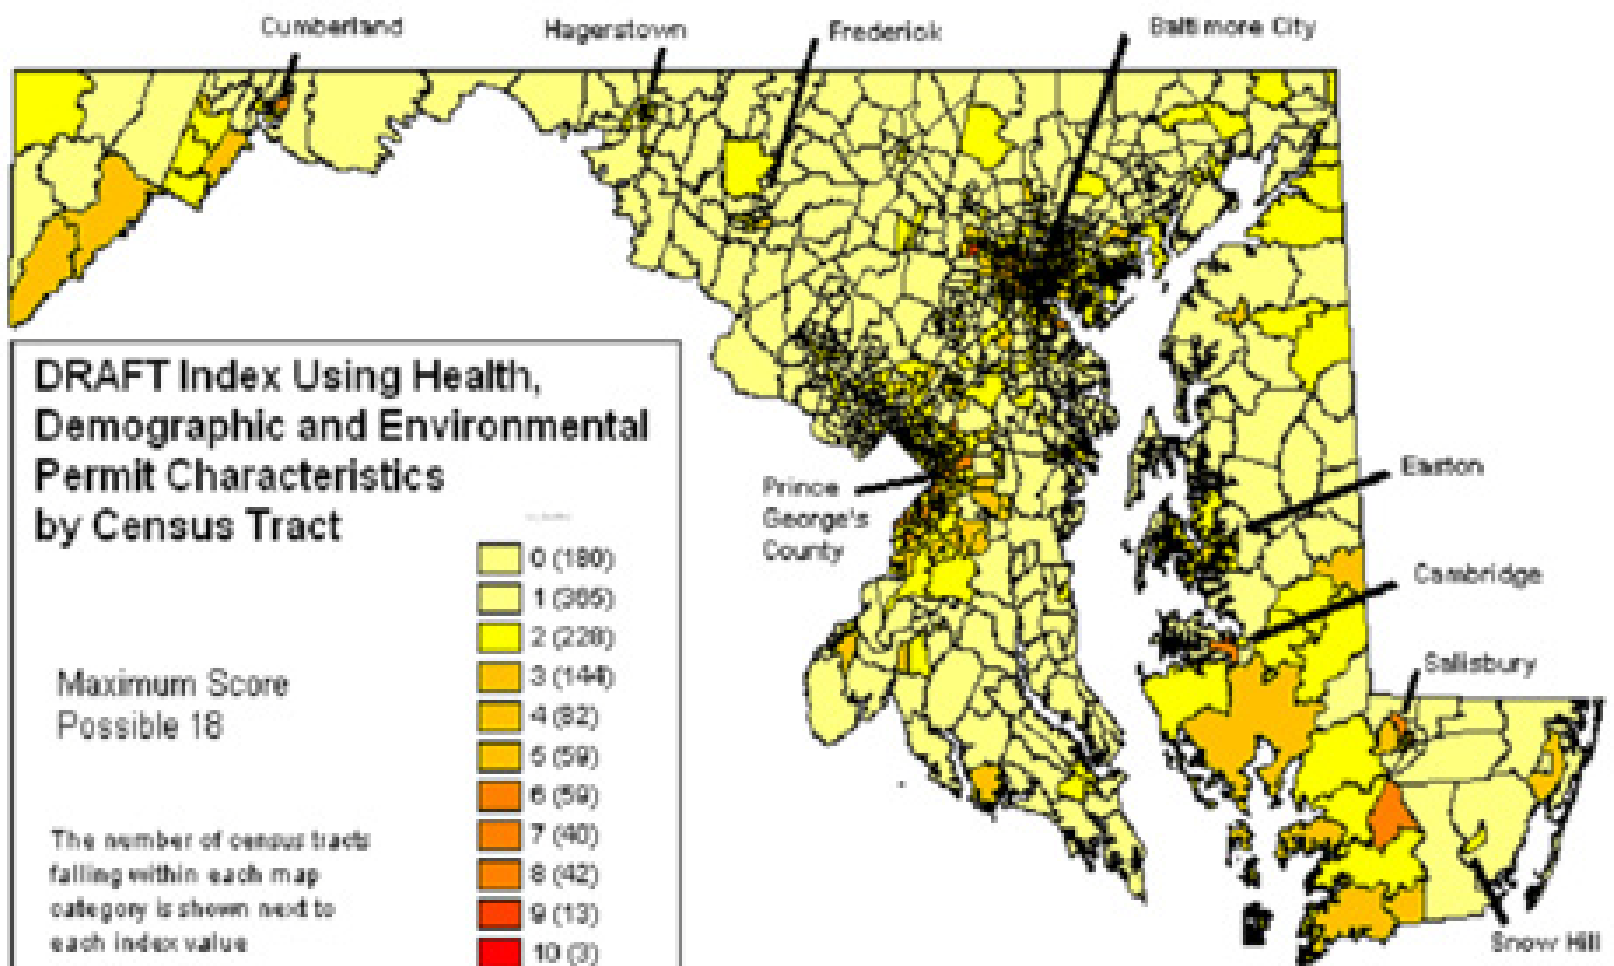 Cumberland
Hagerstown
Frederick
Baltimore City
DRAFT Index Using Health,
Demographic and Environmental
Permit Characteristics
by Census Tract
Maximum Score
Possible 18
The number of census tracts
falling within each map
category is shown next to
each index value
0 (180)
1 (365)
2 (228)
3 (144)
4 (82)
5 (59)
6 (59)
7 (40)
8 (42)
9 (13)
10 (3)
Prince
George's
County
Easton
Cambridge
Salisbury
Snow Hill